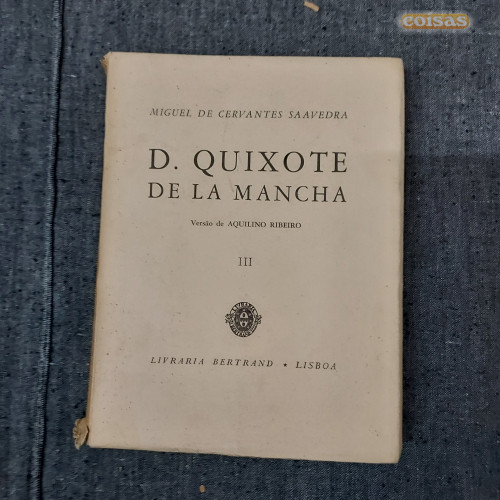 coisas
MIGUEL DE CERVANTES SAAVEDRA
D. QUIXOTE
DE LA MANCHA
Versão de AQUILINO RIBEIRO
III
LIVRARIA BERTRAND ★ LISBOA